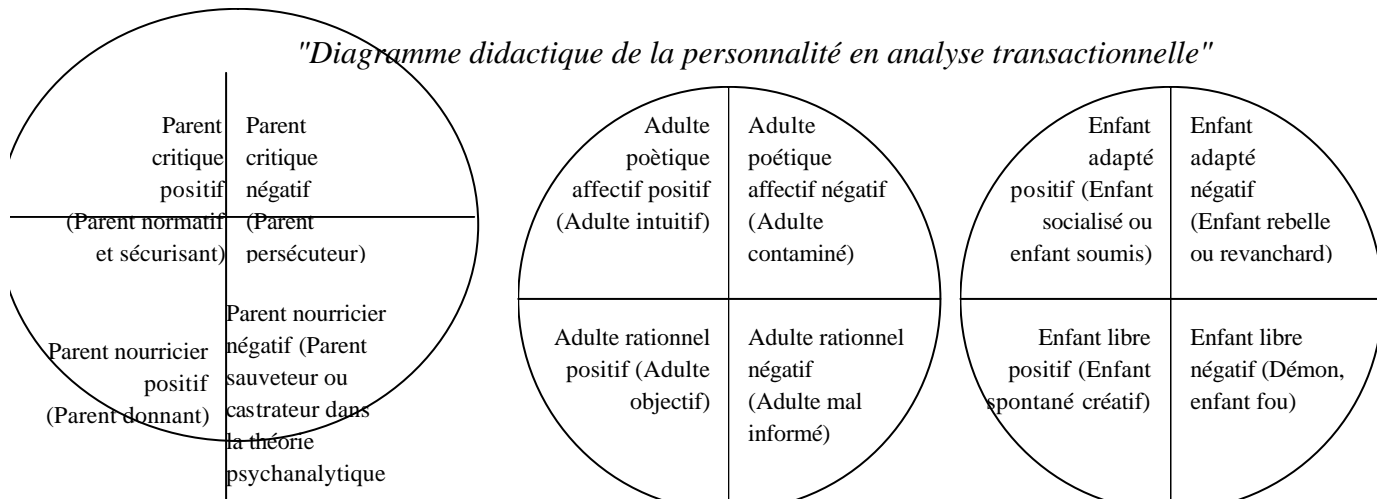 "Diagramme didactique de la personnalité en analyse transactionnelle"
Parent
critique
positif
(Parent normatif
et sécurisant)
Parent
critique
négatif
(Parent
persécuteur)
Parent nourricier
positif
(Parent donnant)
Parent nourricier
négatif (Parent
sauveteur ou
castrateur dans
la théorie
psychanalytique
Adulte
poètique
affectif positif
(Adulte intuitif)
Adulte
poétique
affectif négatif
(Adulte
contaminé)
Adulte rationnel
positif (Adulte
objectif)
Adulte rationnel
négatif
(Adulte mal
informé)
Enfant
adapté
positif (Enfant
socialisé ou
enfant soumis)
Enfant
adapté
négatif
(Enfant rebelle
ou revanchard)
Enfant libre
positif (Enfant
spontané créatif)
Enfant libre
négatif (Démon,
enfant fou)